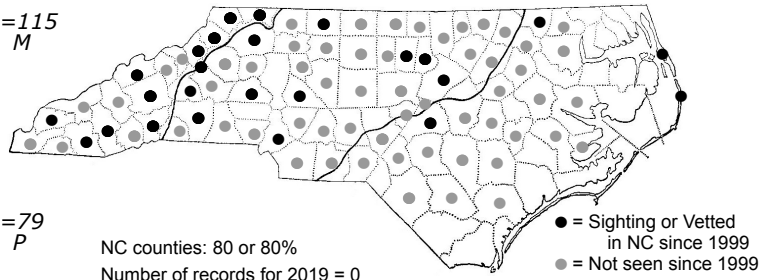 =115
M
=79
P
NC counties: 80 or 80%
Number of records for 2019 = 0
● = Sighting or Vetted
in NC since 1999
● = Not seen since 1999